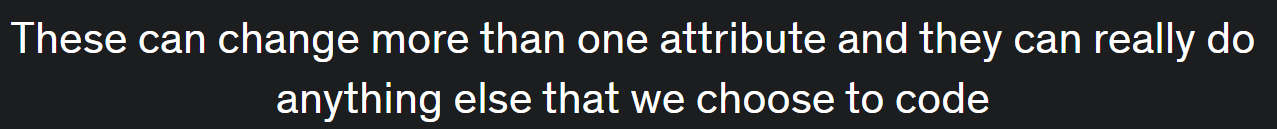 These can change more than one attribute and they can really do
anything else that we choose to code